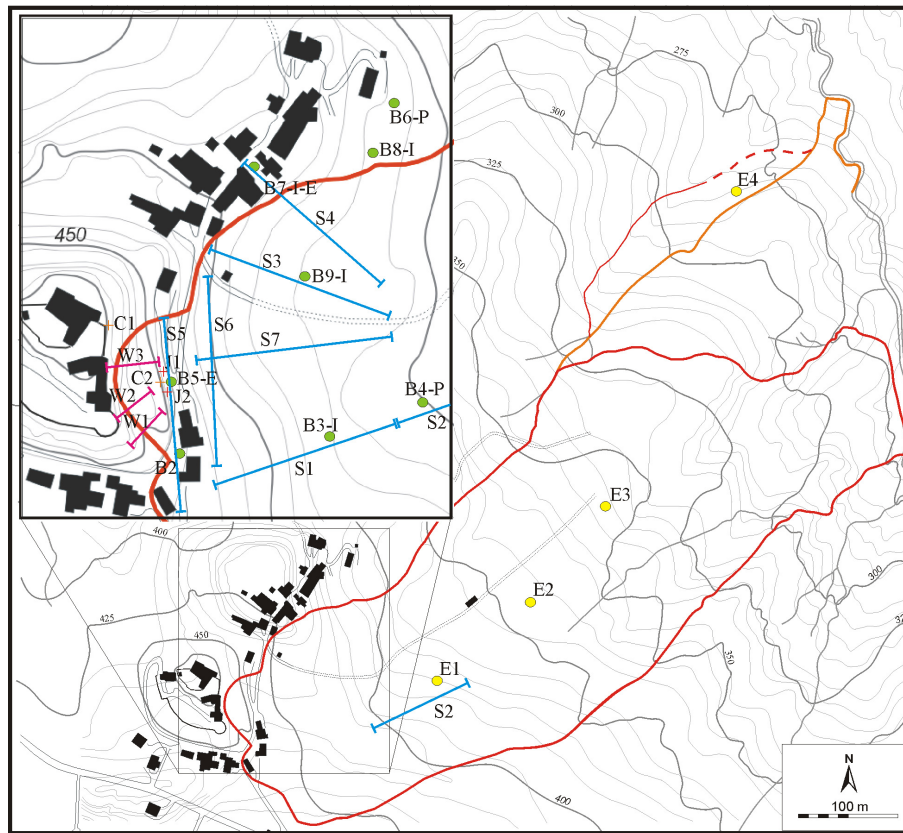 B6-P
B8-I
B7-I-E
S4
450
S3
B9-I
C1
S5
S6
S7
W3
J1
C2
B5-E
J2
W2
W1
B4-P
S2
B3-I
B2
S1
275
300
325
350
E4
E3
E2
E1
S2
400
425
450
300
350
400
325
N
100 m